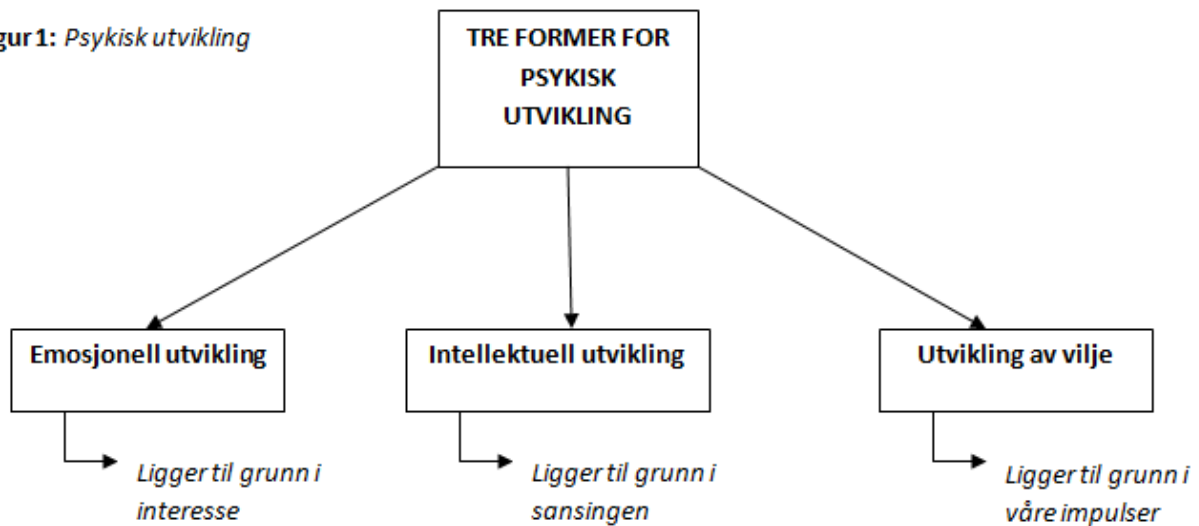 gur 1: Psykisk utvikling
TRE FORMER FOR
PSYKISK
UTVIKLING
Emosjonell utvikling
Intellektuell utvikling
Utvikling av vilje
Ligger til grunn i
interesse
Ligger til grunn i
sansingen
Ligger til grunn i
våre impulser